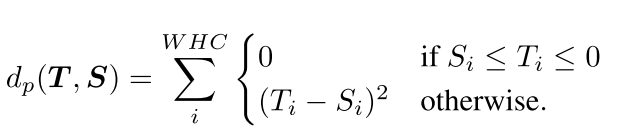 d_p(T, S) = \sum_{i}^{WHC} \begin{cases} 0 & \text{if } S_i \leq T_i \leq 0 \\ (T_i - S_i)^2 & \text{otherwise.} \end{cases}